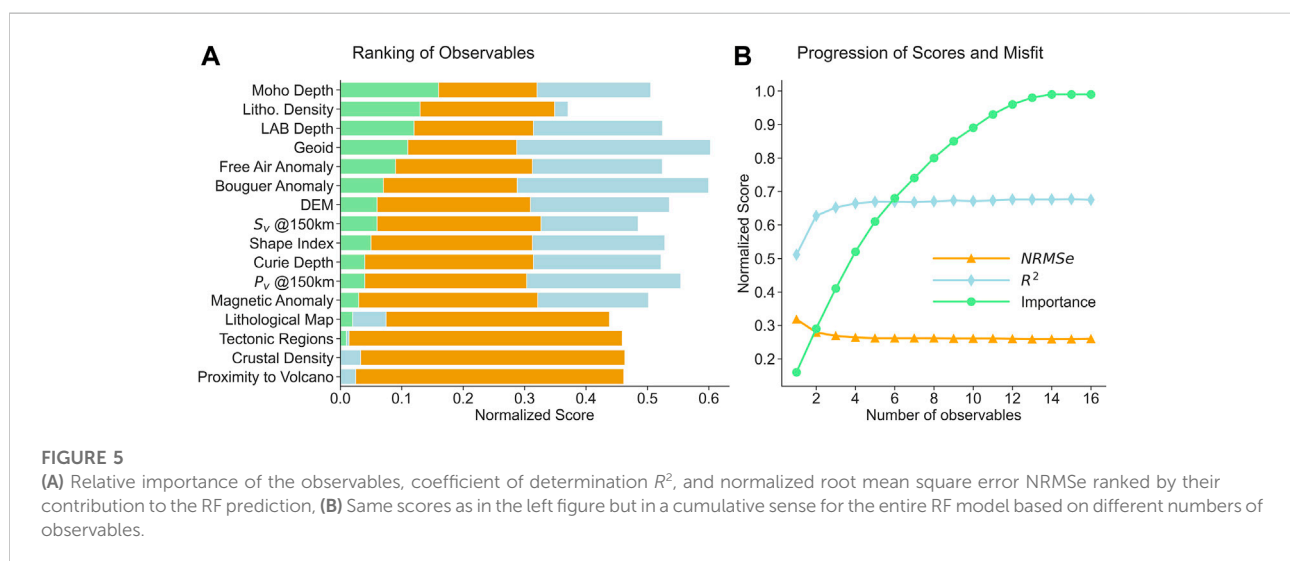 A
Ranking of Observables
Moho Depth
Litho. Density
LAB Depth
Geoid
Free Air Anomaly
Bouguer Anomaly
DEM
Sᵥ @150km
Shape Index
Curie Depth
Pᵥ @150km
Magnetic Anomaly
Lithological Map
Tectonic Regions
Crustal Density
Proximity to Volcano
0.0 0.1 0.2 0.3 0.4 0.5 0.6
Normalized Score
B
Progression of Scores and Misfit
1.0
0.9
0.8
0.7
0.6
0.5
0.4
0.3
0.2
Normalized Score
NRMSe
R²
Importance
2 4 6 8 10 12 14 16
Number of observables
FIGURE 5
(A) Relative importance of the observables, coefficient of determination R², and normalized root mean square error NRMSe ranked by their
contribution to the RF prediction, (B) Same scores as in the left figure but in a cumulative sense for the entire RF model based on different numbers of
observables.